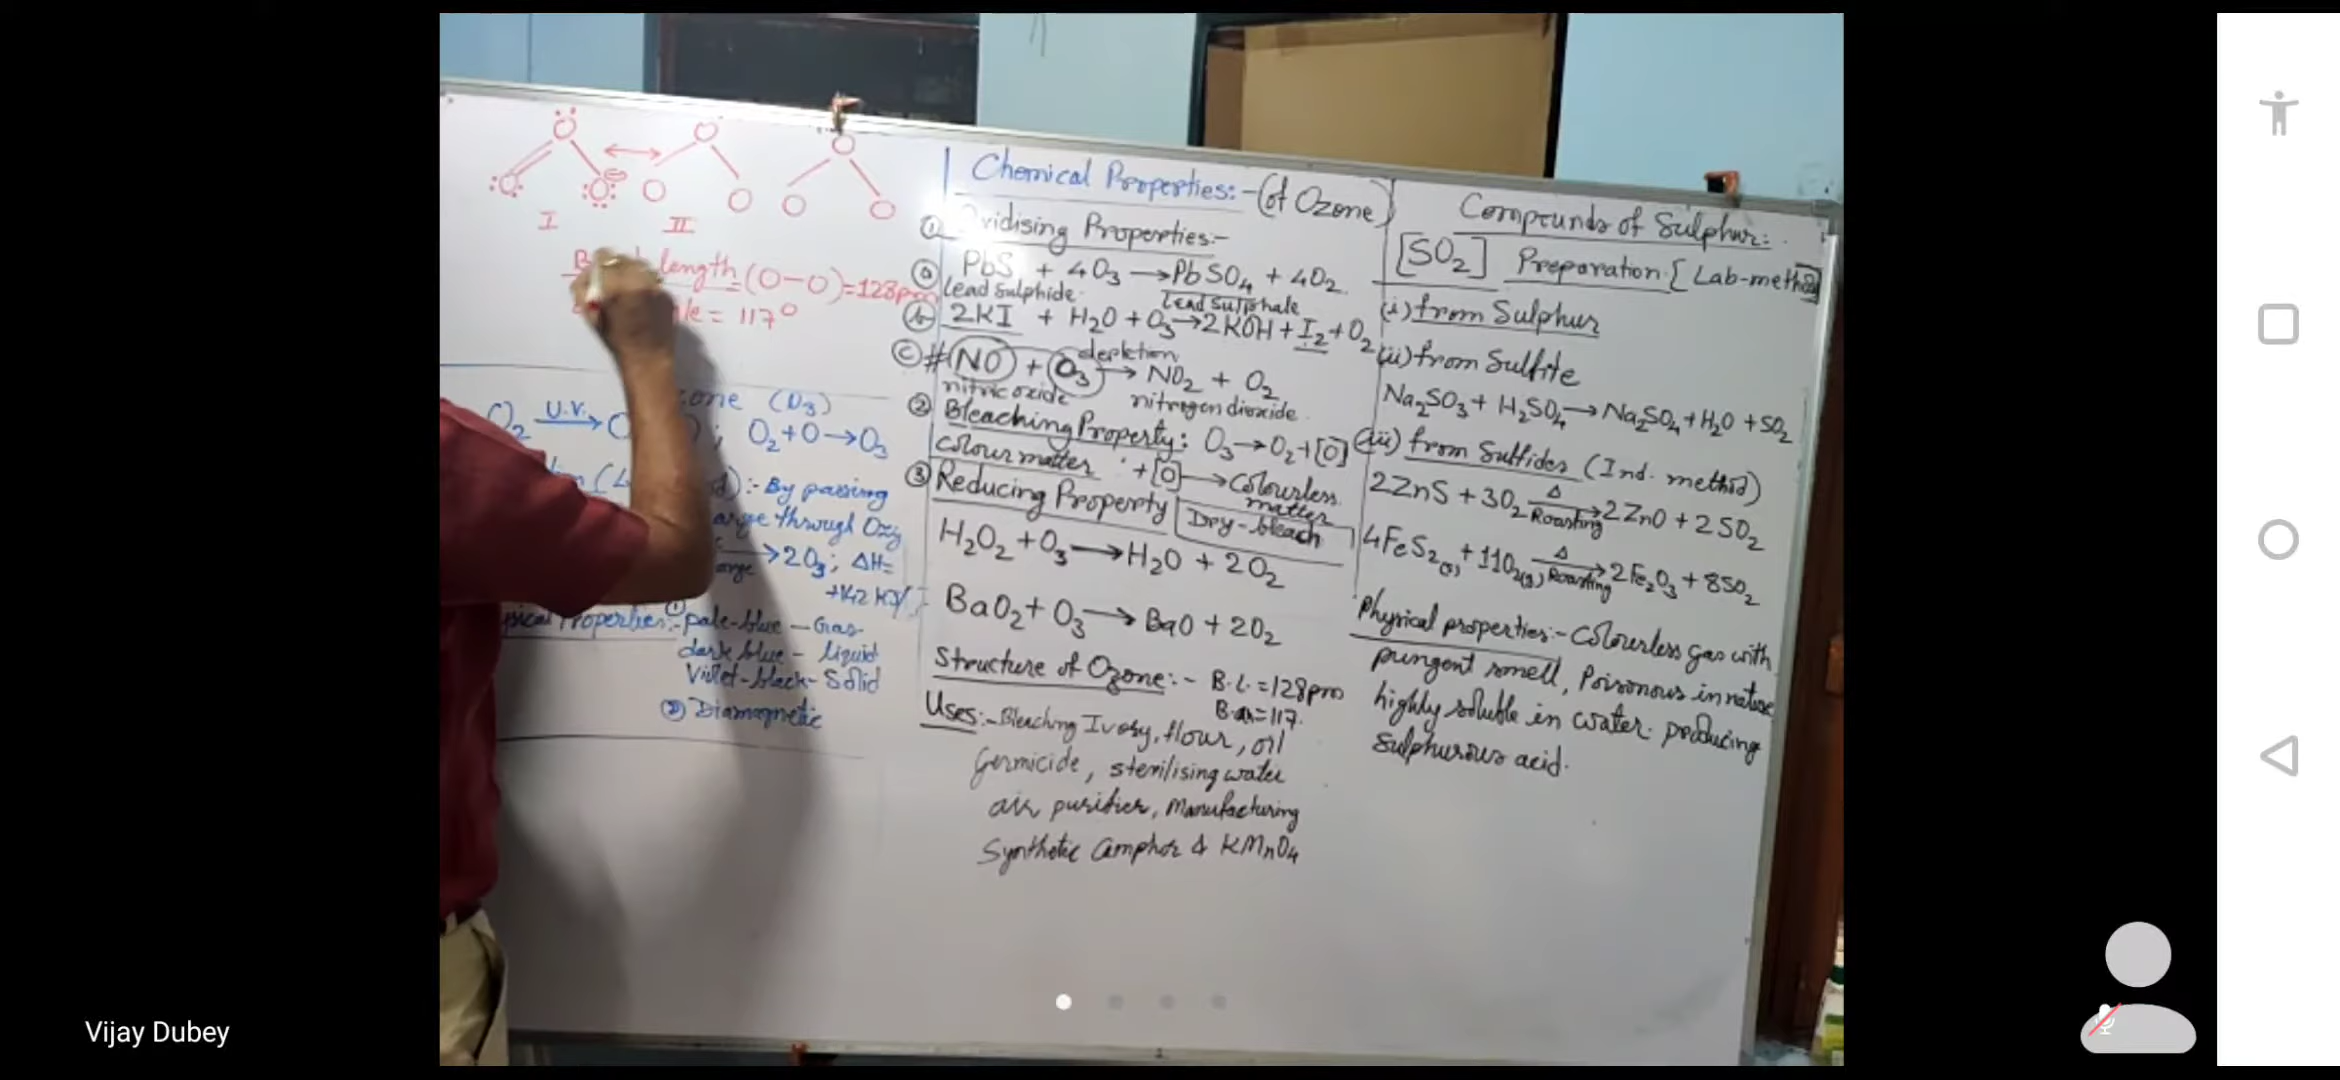 I
II
length (O-O)=128pm
= 117°
(O3)
O2 U.V. ; O2+O→O3
:- By passing
through Oxy
→2O3; ΔH=
+142 KJ/
Properties:- ① pale-blue - Gas
dark blue - liquid
Violet-black- Solid
② Diamagnetic
Chemical Properties:-(of Ozone)
① Oxidising Properties:-
ⓐ PbS + 4O3 →PbSO4 + 4O2
lead sulphide lead sulphate
ⓑ 2KI + H2O+O3→2KOH+I2+O2
depletion
ⓒ # NO + O3 → NO2 + O2
nitric oxide nitrogen dioxide
② Bleaching Property: O3→O2+[O]
colour matter +[O]→Colourless
matter
③ Reducing Property Dry-bleach
H2O2+O3→H2O + 2O2
BaO2+ O3→BaO + 2O2
Structure of Ozone:- B.L.=128pm
B.an=117.
Uses:-Bleaching Ivory, flour, oil
Germicide, sterilising water
air purifier, Manufacturing
Synthetic Camphor & KMnO4
Compounds of Sulphur:
[SO2] Preparation [Lab-method]
(i) from Sulphur
(ii) from Sulfite
Na2SO3 + H2SO4→Na2SO4+H2O +SO2
(iii) from Sulfides (Ind. method)
2ZnS + 3O2 Δ Roasting→2ZnO + 2SO2
4FeS2(s)+11O2(g) Δ Roasting→2Fe2O3+8SO2
Physical properties:- Colourless gas with
pungent smell, Poisonous in nature
highly soluble in water. producing
Sulphurous acid.
Vijay Dubey